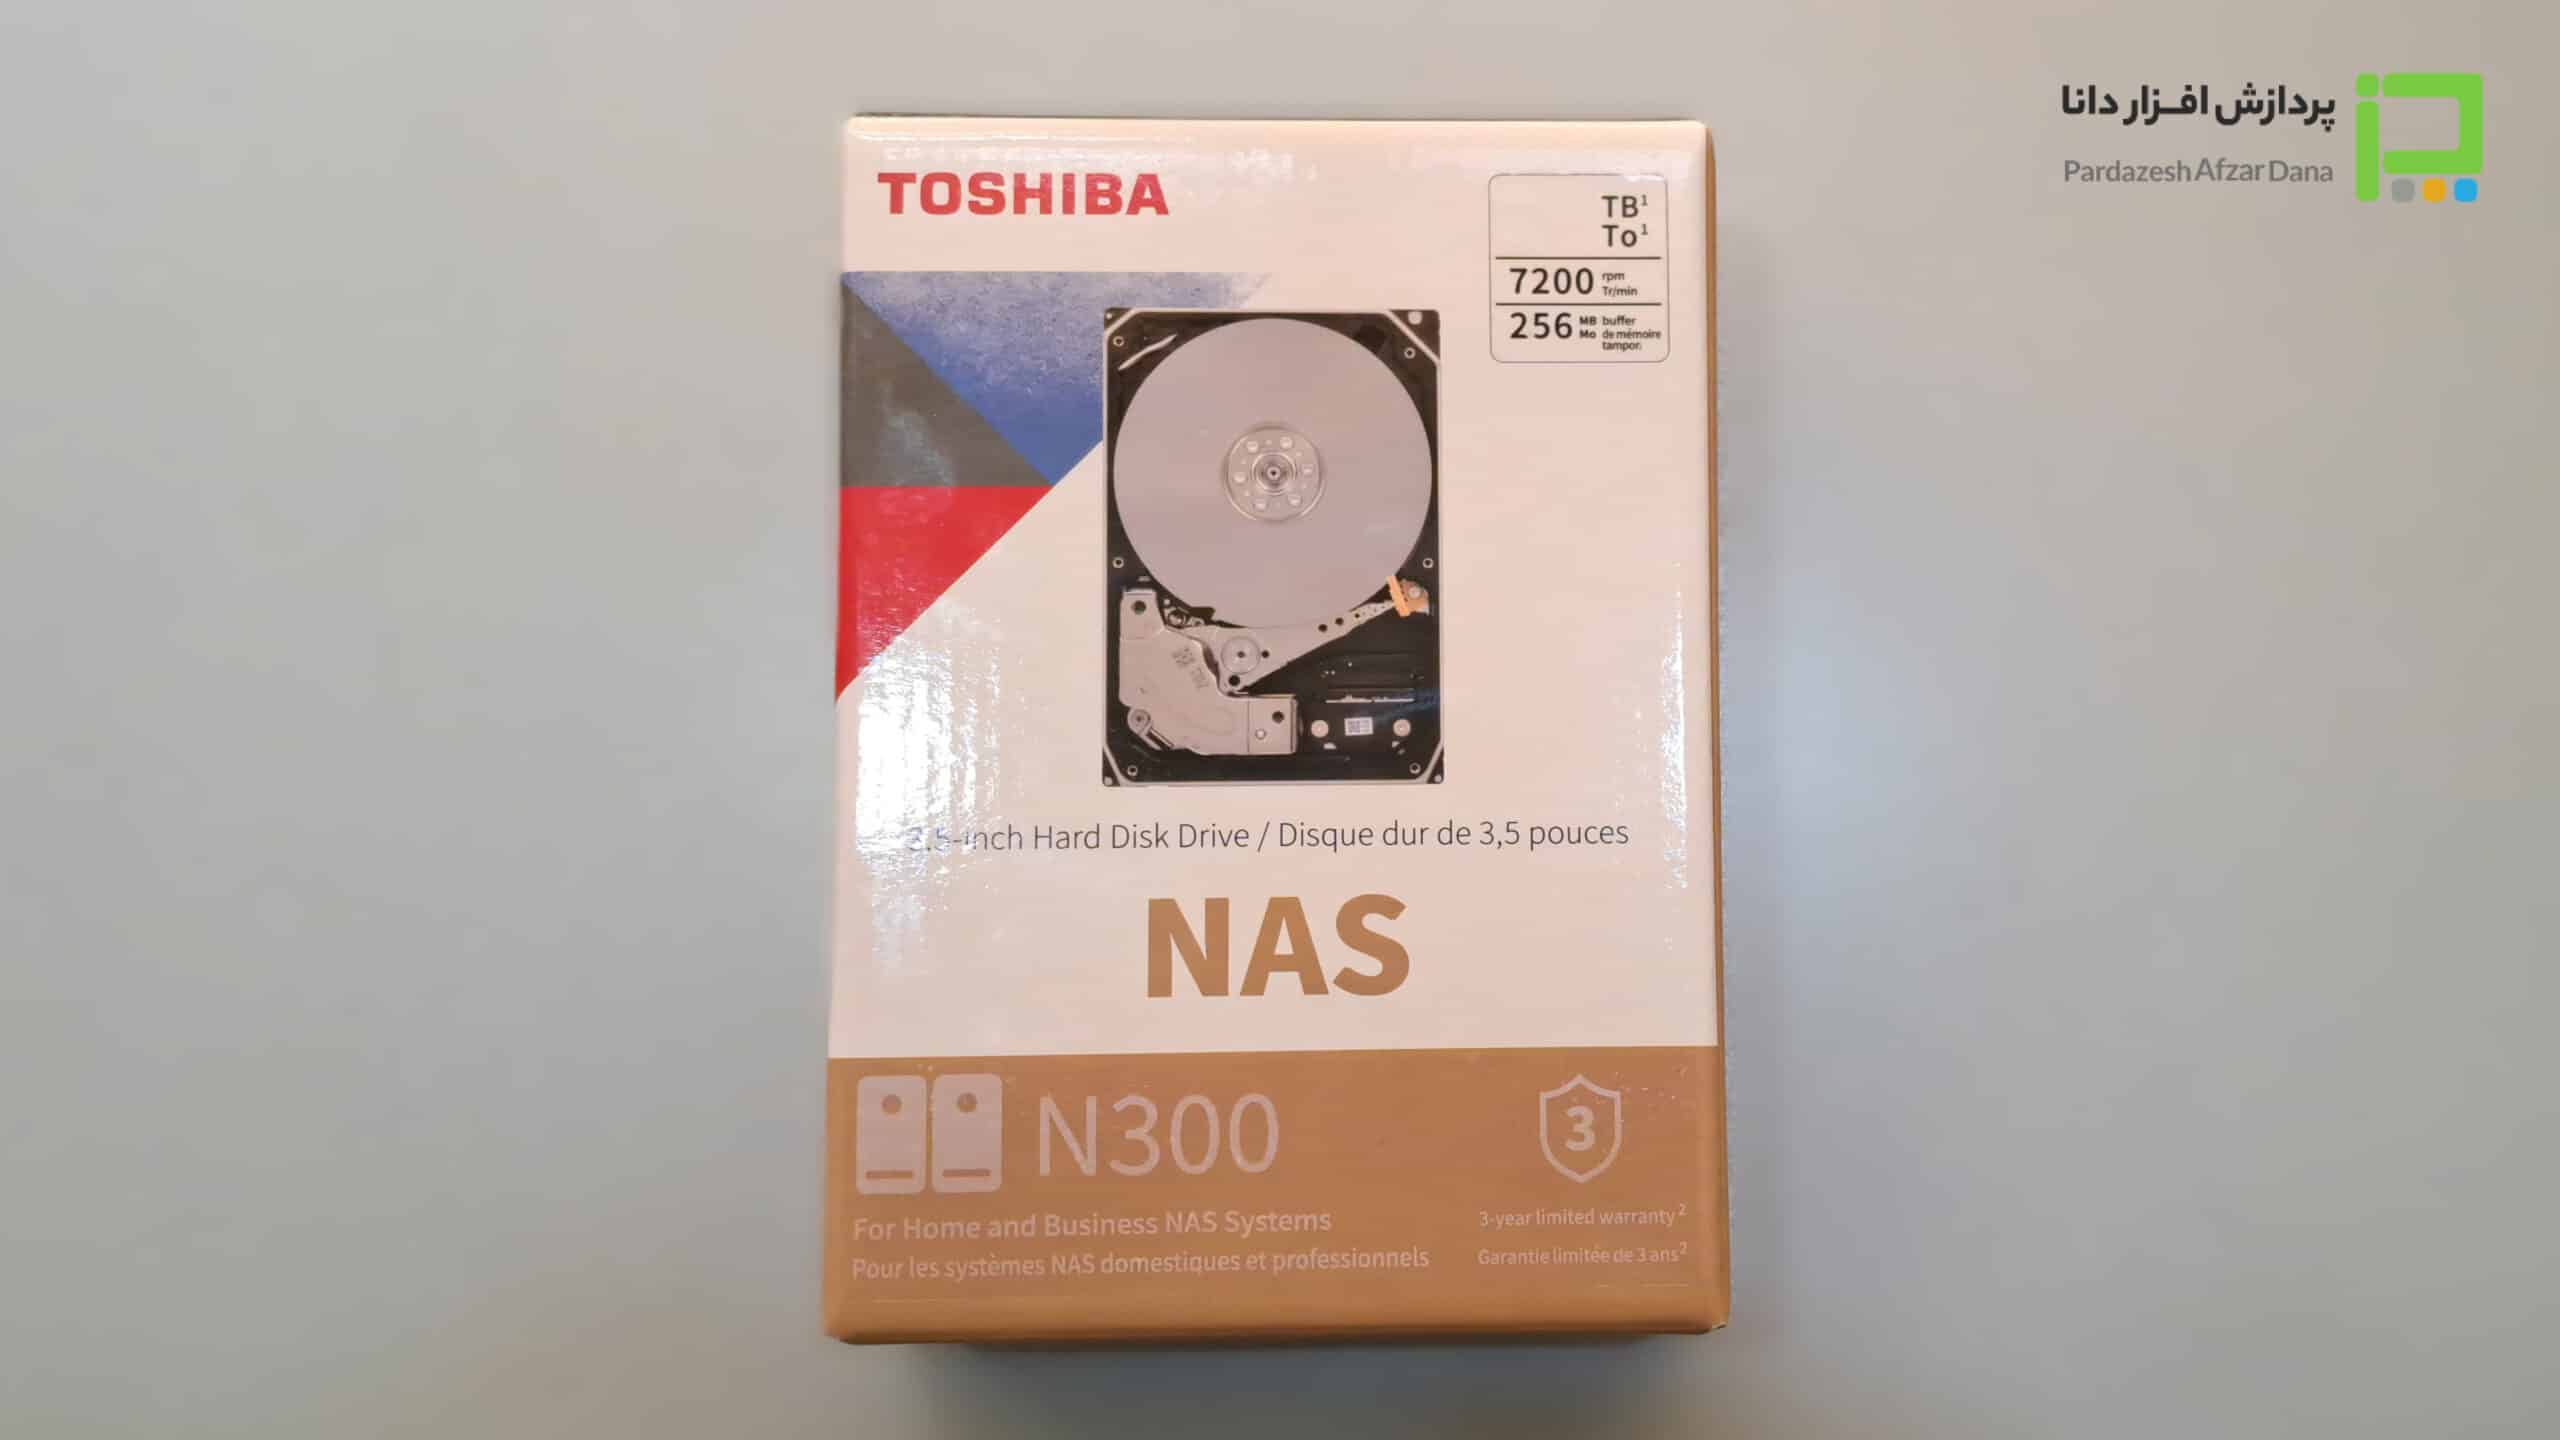 پردازش افزار دانا
Pardazesh Afzar Dana
TOSHIBA
TB¹
To¹
7200 rpm
Tr/min
256 MB buffer
Mo de mémoire
tampon
3.5-inch Hard Disk Drive / Disque dur de 3,5 pouces
NAS
N300
3
For Home and Business NAS Systems
Pour les systèmes NAS domestiques et professionnels
3-year limited warranty²
Garantie limitée de 3 ans²